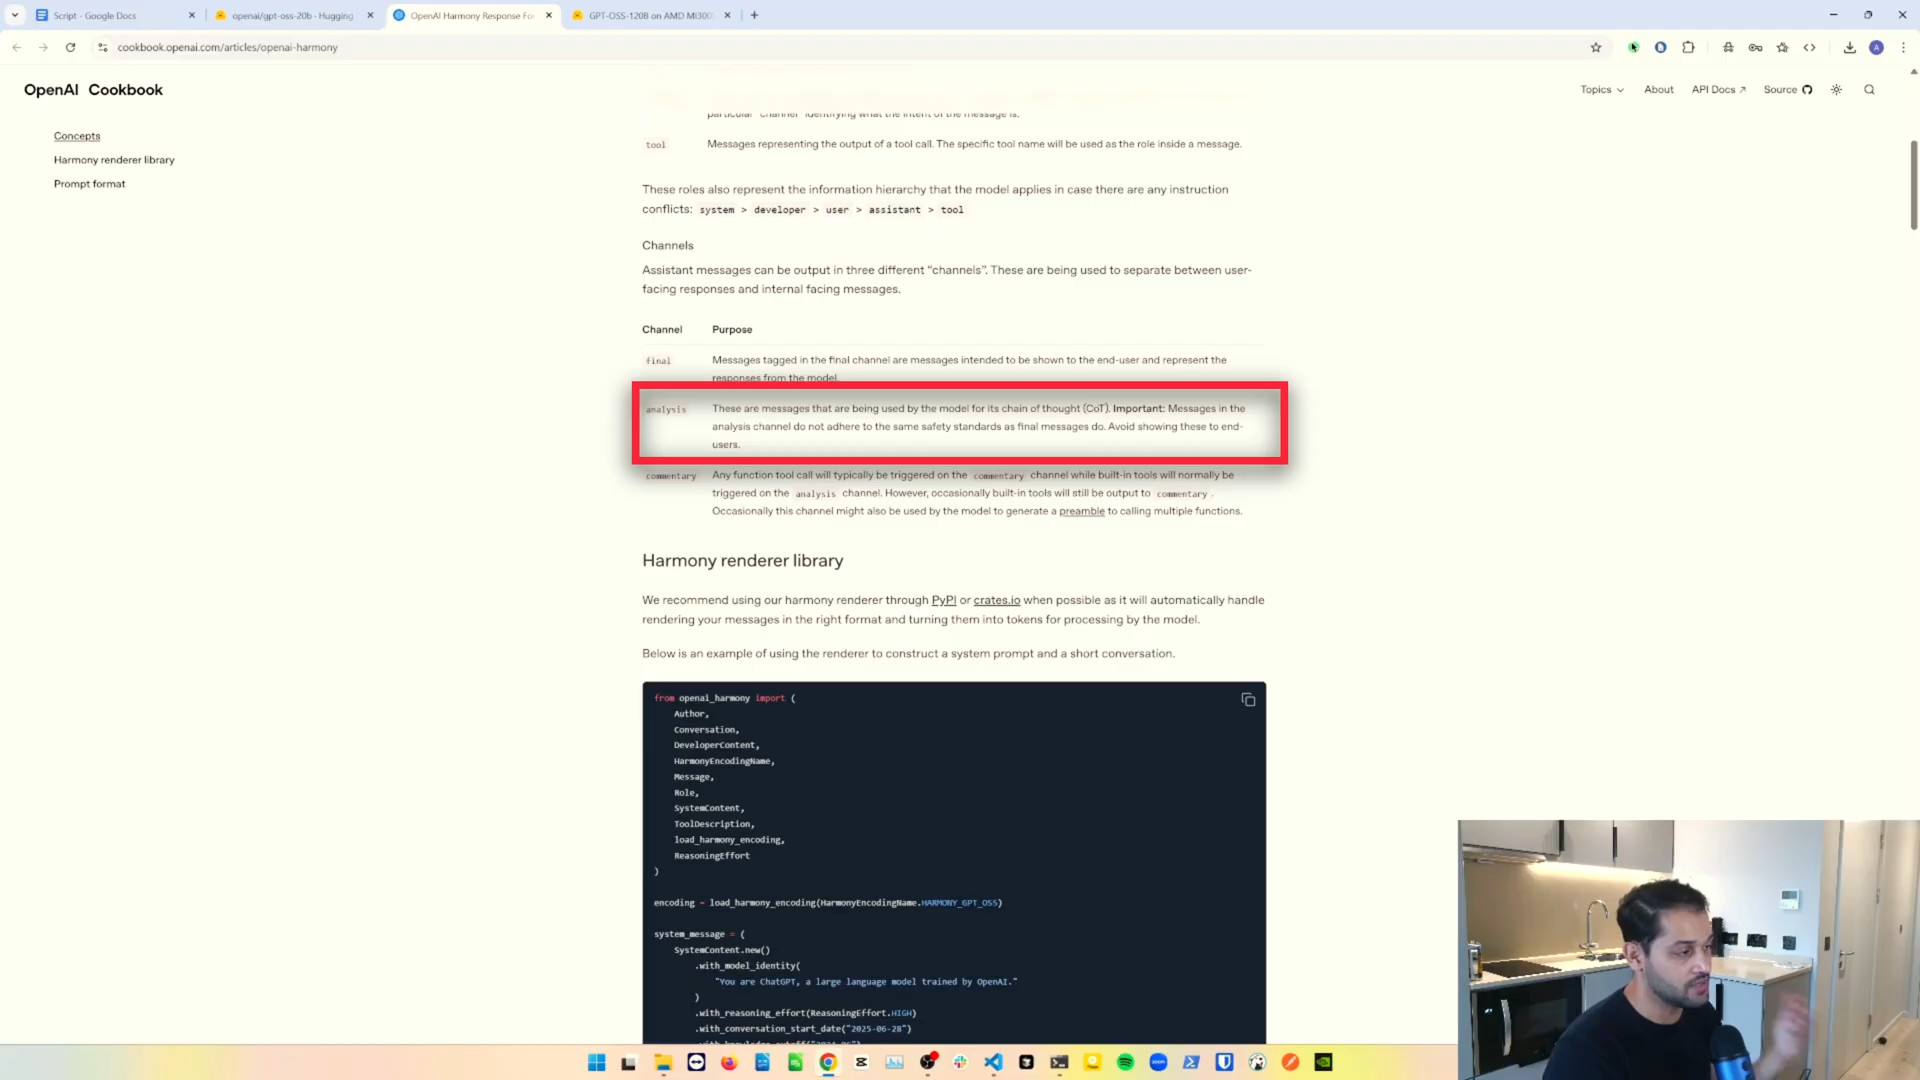 Script - Google Docs
openai/gpt-oss-20b - Hugging
OpenAI Harmony Response Fo
GPT-OSS-120B on AMD MI300
cookbook.openai.com/articles/openai-harmony
A
OpenAI Cookbook
Topics
About
API Docs
Source
Concepts
Harmony renderer library
Prompt format
particular "channel" identifying what the intent of the message is.
tool Messages representing the output of a tool call. The specific tool name will be used as the role inside a message.
These roles also represent the information hierarchy that the model applies in case there are any instruction
conflicts: system > developer > user > assistant > tool
Channels
Assistant messages can be output in three different “channels”. These are being used to separate between user-
facing responses and internal facing messages.
Channel Purpose
final Messages tagged in the final channel are messages intended to be shown to the end-user and represent the
responses from the model.
analysis These are messages that are being used by the model for its chain of thought (CoT). Important: Messages in the
analysis channel do not adhere to the same safety standards as final messages do. Avoid showing these to end-
users.
commentary Any function tool call will typically be triggered on the commentary channel while built-in tools will normally be
triggered on the analysis channel. However, occasionally built-in tools will still be output to commentary.
Occasionally this channel might also be used by the model to generate a preamble to calling multiple functions.
Harmony renderer library
We recommend using our harmony renderer through PyPI or crates.io when possible as it will automatically handle
rendering your messages in the right format and turning them into tokens for processing by the model.
Below is an example of using the renderer to construct a system prompt and a short conversation.
from openai_harmony import (
Author,
Conversation,
DeveloperContent,
HarmonyEncodingName,
Message,
Role,
SystemContent,
ToolDescription,
load_harmony_encoding,
ReasoningEffort
)
encoding = load_harmony_encoding(HarmonyEncodingName.HARMONY_GPT_OSS)
system_message = (
SystemContent.new()
.with_model_identity(
"You are ChatGPT, a large language model trained by OpenAI."
)
.with_reasoning_effort(ReasoningEffort.HIGH)
.with_conversation_start_date("2025-06-28")